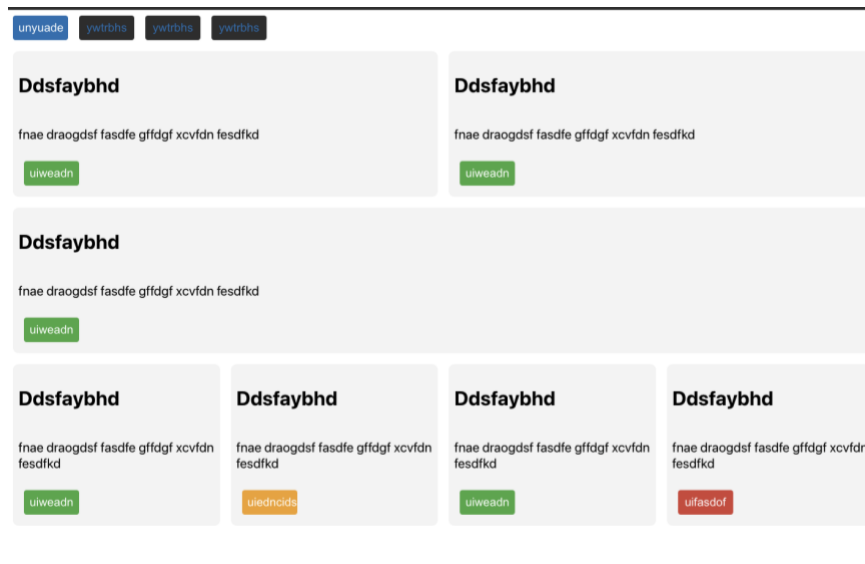 unyuade ywtrbhs ywtrbhs ywtrbhs
Ddsfaybhd
fnae draogdsf fasdfe gffdgf xcvfdn fesdfkd
uiweadn
Ddsfaybhd
fnae draogdsf fasdfe gffdgf xcvfdn fesdfkd
uiweadn
Ddsfaybhd
fnae draogdsf fasdfe gffdgf xcvfdn fesdfkd
uiweadn
Ddsfaybhd
fnae draogdsf fasdfe gffdgf xcvfdn
fesdfkd
uiweadn
Ddsfaybhd
fnae draogdsf fasdfe gffdgf xcvfdn
fesdfkd
uiedncids
Ddsfaybhd
fnae draogdsf fasdfe gffdgf xcvfdn
fesdfkd
uiweadn
Ddsfaybhd
fnae draogdsf fasdfe gffdgf xcvfdn
fesdfkd
uifasdof